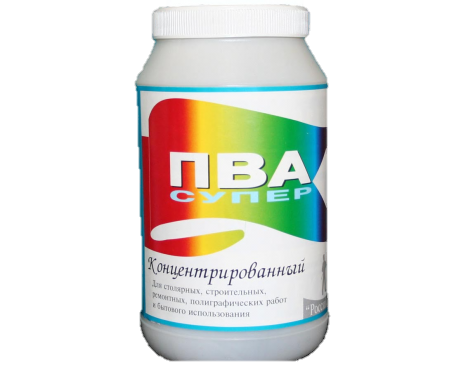 ПВА
СУПЕР
Концентрированный
Для столярных, строительных,
ремонтных, полиграфических работ
и бытового использования